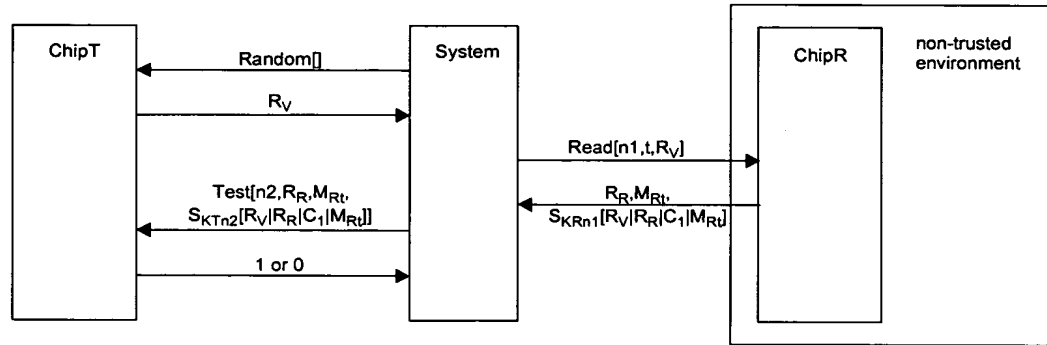 ChipT
System
ChipR
non-trusted
environment
Random[]
R_V
Read[n1,t,R_V]
R_R,M_Rt,
S_KRn1[R_V|R_R|C_1|M_Rt]
Test[n2,R_R,M_Rt,
S_KTn2[R_V|R_R|C_1|M_Rt]]
1 or 0